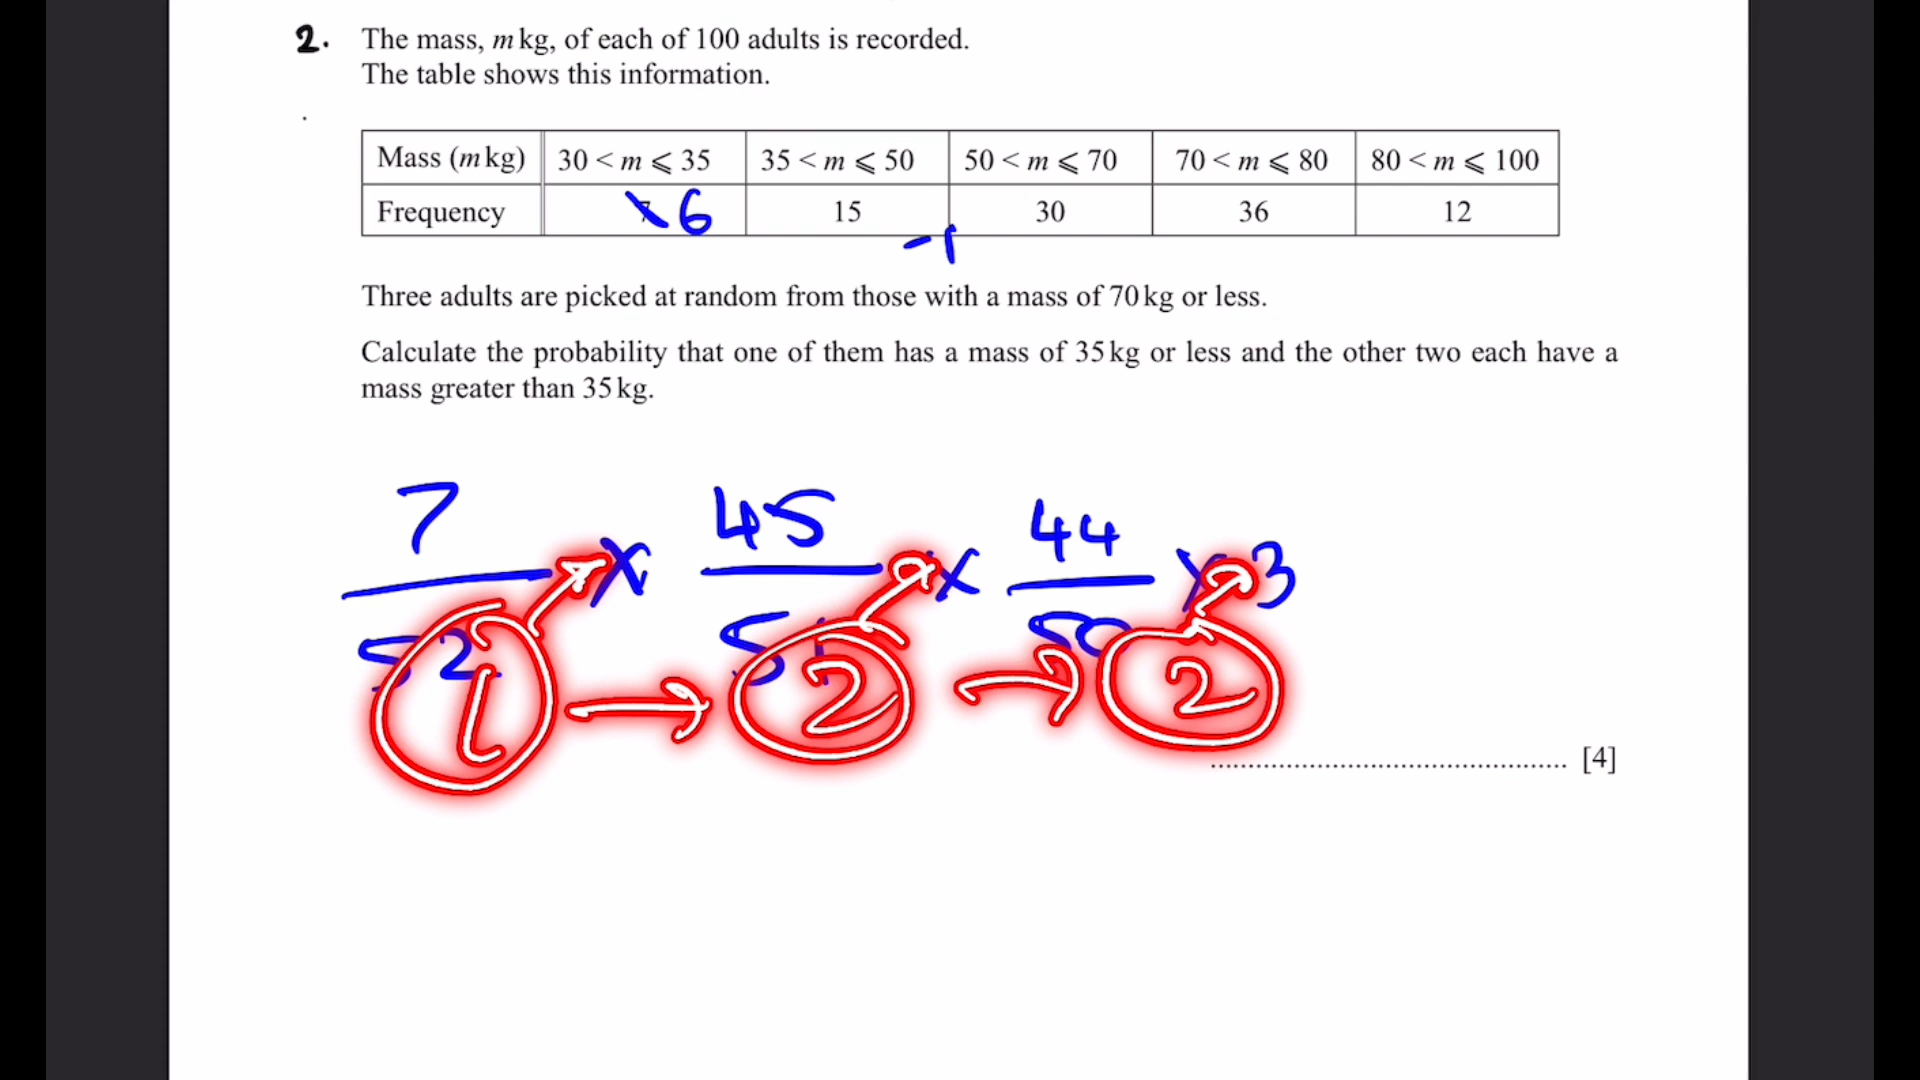 2. The mass, m kg, of each of 100 adults is recorded.
The table shows this information.
Mass (m kg) 30 < m ⩽ 35 35 < m ⩽ 50 50 < m ⩽ 70 70 < m ⩽ 80 80 < m ⩽ 100
Frequency 7 6 15 30 36 12
-1
Three adults are picked at random from those with a mass of 70 kg or less.
Calculate the probability that one of them has a mass of 35 kg or less and the other two each have a
mass greater than 35 kg.
7 × 45 × 44 × 3
52 51 50
1 → 2 → 2
[4]